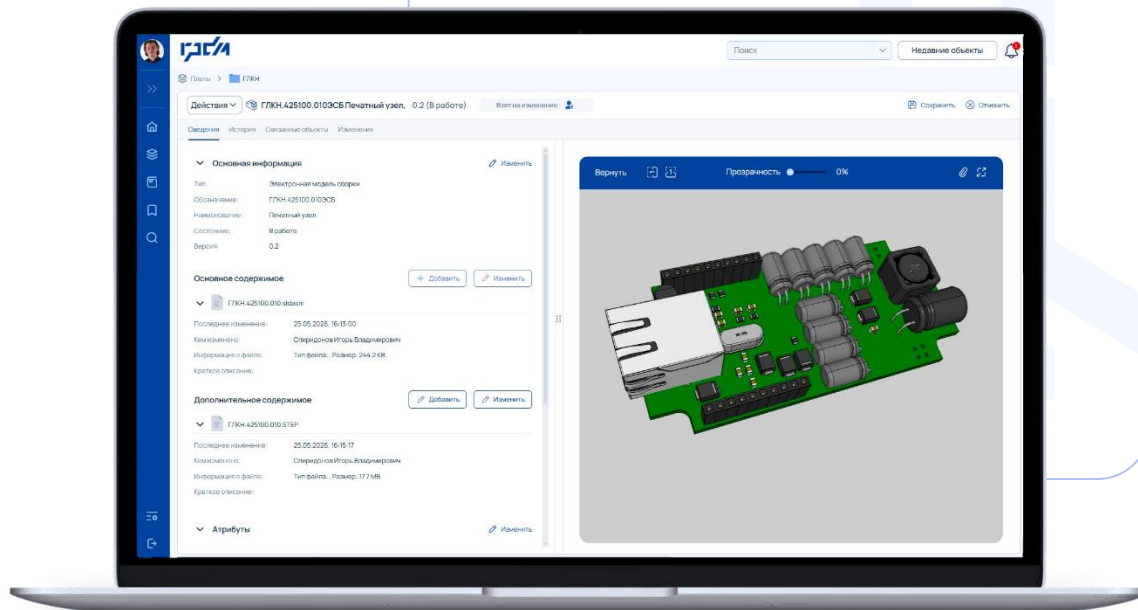 Поиск
Недавние объекты
Посты > ГЛКН
Действия ГЛКН.425100.010ЭСБ Печатный узел, 0.2 (В работе) Взят на изменение
Сохранить Отменить
Сведения История Связанные объекты Изменения
Основная информация Изменить
Тип: Электронная модель сборки
Обозначение: ГЛКН.425100.010ЭСБ
Наименование: Печатный узел
Состояние: В работе
Версия: 0.2
Основное содержимое + Добавить Изменить
ГЛКН.425100.010.sldasm
Последнее изменение: 25.05.2026, 16:13:00
Кем изменено: Спиридонов Игорь Владимирович
Информация о файле: Тип файла: , Размер: 244.2 KB
Краткое описание:
Дополнительное содержимое Добавить Изменить
ГЛКН.425100.010.STEP
Последнее изменение: 25.05.2026, 16:15:17
Кем изменено: Спиридонов Игорь Владимирович
Информация о файле: Тип файла: , Размер: 17.7 MB
Краткое описание:
Атрибуты Изменить
Вернуть Прозрачность 0%